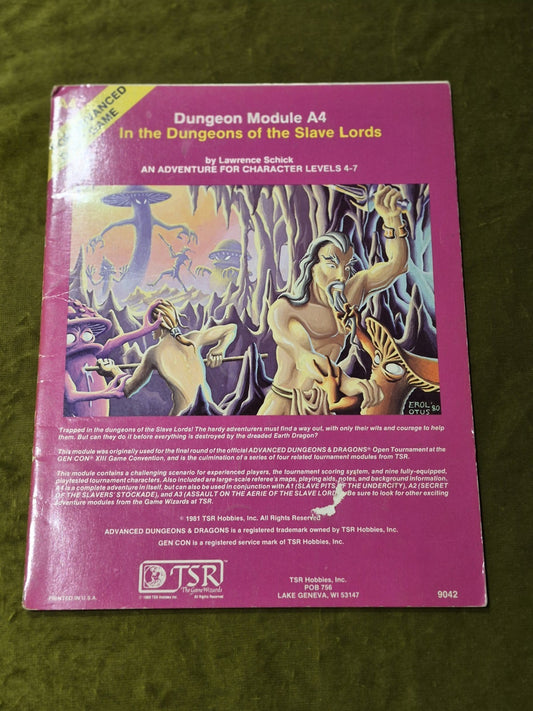 ADVANCED
GAME
Dungeon Module A4
In the Dungeons of the Slave Lords
by Lawrence Schick
AN ADVENTURE FOR CHARACTER LEVELS 4-7
EROL
OTUS '80
Trapped in the dungeons of the Slave Lords! The hardy adventurers must find a way out, with only their wits and courage to help
them. But can they do it before everything is destroyed by the dreaded Earth Dragon?
This module was originally used for the final round of the official ADVANCED DUNGEONS & DRAGONS® Open Tournament at the
GEN CON® XIII Game Convention, and is the culmination of a series of four related tournament modules from TSR.
This module contains a challenging scenario for experienced players, the tournament scoring system, and nine fully-equipped,
playtested tournament characters. Also included are large-scale referee's maps, playing aids, notes, and background information.
A4 is a complete adventure in itself, but can also be used in conjunction with A1 (SLAVE PITS OF THE UNDERCITY), A2 (SECRET
OF THE SLAVERS' STOCKADE), and A3 (ASSAULT ON THE AERIE OF THE SLAVE LORDS). Be sure to look for other exciting
adventure modules from the Game Wizards at TSR.
© 1981 TSR Hobbies, Inc. All Rights Reserved
ADVANCED DUNGEONS & DRAGONS is a registered trademark owned by TSR Hobbies, Inc.
GEN CON is a registered service mark of TSR Hobbies, Inc.
TSR
The Game Wizards
© 1980 TSR Hobbies Inc. All Rights Reserved
TSR Hobbies, Inc.
POB 756
LAKE GENEVA, WI 53147
PRINTED IN U.S.A.
9042